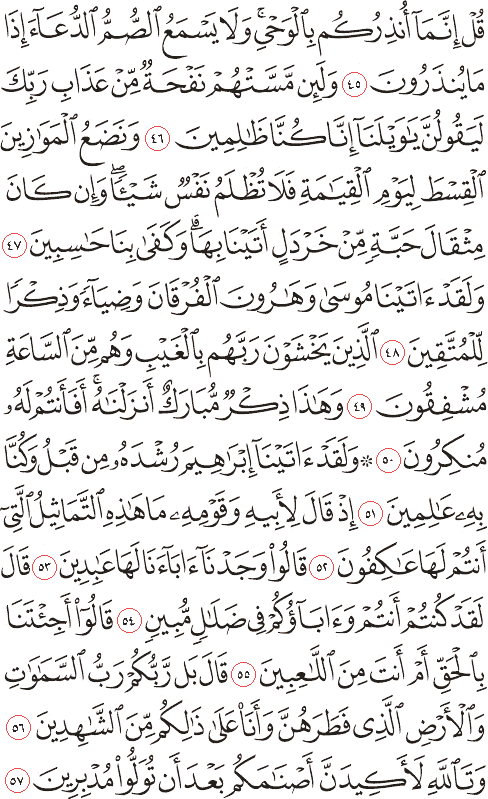 قُلْ إِنَّمَآ أُنذِرُكُم بِٱلْوَحْىِ ۚ وَلَا يَسْمَعُ ٱلصُّمُّ ٱلدُّعَآءَ إِذَا
مَا يُنذَرُونَ ٤٥ وَلَئِن مَّسَّتْهُمْ نَفْحَةٌ مِّنْ عَذَابِ رَبِّكَ
لَيَقُولُنَّ يَٰوَيْلَنَآ إِنَّا كُنَّا ظَٰلِمِينَ ٤٦ وَنَضَعُ ٱلْمَوَٰزِينَ
ٱلْقِسْطَ لِيَوْمِ ٱلْقِيَٰمَةِ فَلَا تُظْلَمُ نَفْسٌ شَيْـًٔا ۖ وَإِن كَانَ
مِثْقَالَ حَبَّةٍ مِّنْ خَرْدَلٍ أَتَيْنَا بِهَا ۗ وَكَفَىٰ بِنَا حَٰسِبِينَ ٤٧
وَلَقَدْ ءَاتَيْنَا مُوسَىٰ وَهَٰرُونَ ٱلْفُرْقَانَ وَضِيَآءً وَذِكْرًا
لِّلْمُتَّقِينَ ٤٨ ٱلَّذِينَ يَخْشَوْنَ رَبَّهُم بِٱلْغَيْبِ وَهُم مِّنَ ٱلسَّاعَةِ
مُشْفِقُونَ ٤٩ وَهَٰذَا ذِكْرٌ مُّبَارَكٌ أَنزَلْنَٰهُ ۚ أَفَأَنتُمْ لَهُۥ
مُنكِرُونَ ٥٠ ۞ وَلَقَدْ ءَاتَيْنَآ إِبْرَٰهِيمَ رُشْدَهُۥ مِن قَبْلُ وَكُنَّا
بِهِۦ عَٰلِمِينَ ٥١ إِذْ قَالَ لِأَبِيهِ وَقَوْمِهِۦ مَا هَٰذِهِ ٱلتَّمَاثِيلُ ٱلَّتِىٓ
أَنتُمْ لَهَا عَٰكِفُونَ ٥٢ قَالُوا۟ وَجَدْنَآ ءَابَآءَنَا لَهَا عَٰبِدِينَ ٥٣ قَالَ
لَقَدْ كُنتُمْ أَنتُمْ وَءَابَآؤُكُمْ فِى ضَلَٰلٍ مُّبِينٍ ٥٤ قَالُوٓا۟ أَجِئْتَنَا
بِٱلْحَقِّ أَمْ أَنتَ مِنَ ٱللَّٰعِبِينَ ٥٥ قَالَ بَل رَّبُّكُمْ رَبُّ ٱلسَّمَٰوَٰتِ
وَٱلْأَرْضِ ٱلَّذِى فَطَرَهُنَّ وَأَنَا۠ عَلَىٰ ذَٰلِكُم مِّنَ ٱلشَّٰهِدِينَ ٥٦
وَتَٱللَّهِ لَأَكِيدَنَّ أَصْنَٰمَكُم بَعْدَ أَن تُوَلُّوا۟ مُدْبِرِينَ ٥٧